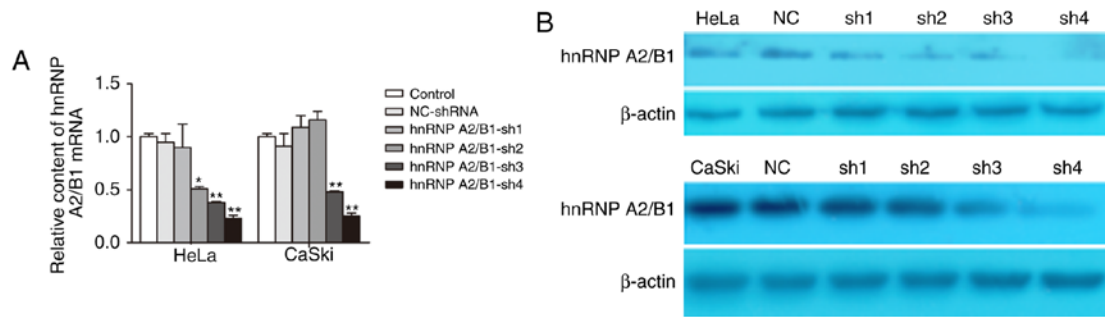 A
Relative content of hnRNP
A2/B1 mRNA
1.5
1.0
0.5
0.0
*
**
**
**
**
HeLa
CaSki
Control
NC-shRNA
hnRNP A2/B1-sh1
hnRNP A2/B1-sh2
hnRNP A2/B1-sh3
hnRNP A2/B1-sh4
B
HeLa NC sh1 sh2 sh3 sh4
hnRNP A2/B1
β-actin
CaSki NC sh1 sh2 sh3 sh4
hnRNP A2/B1
β-actin